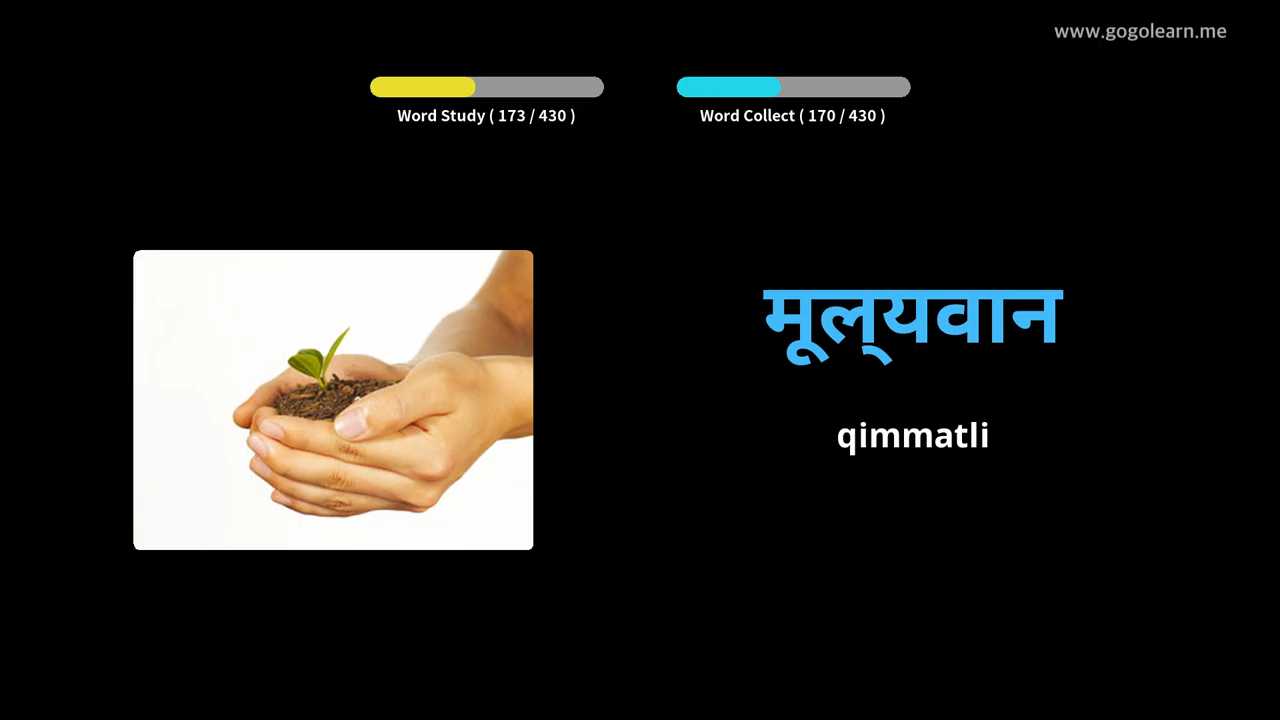 www.gogolearn.me
Word Study ( 173 / 430 )
Word Collect ( 170 / 430 )
मूल्यवान
qimmatli